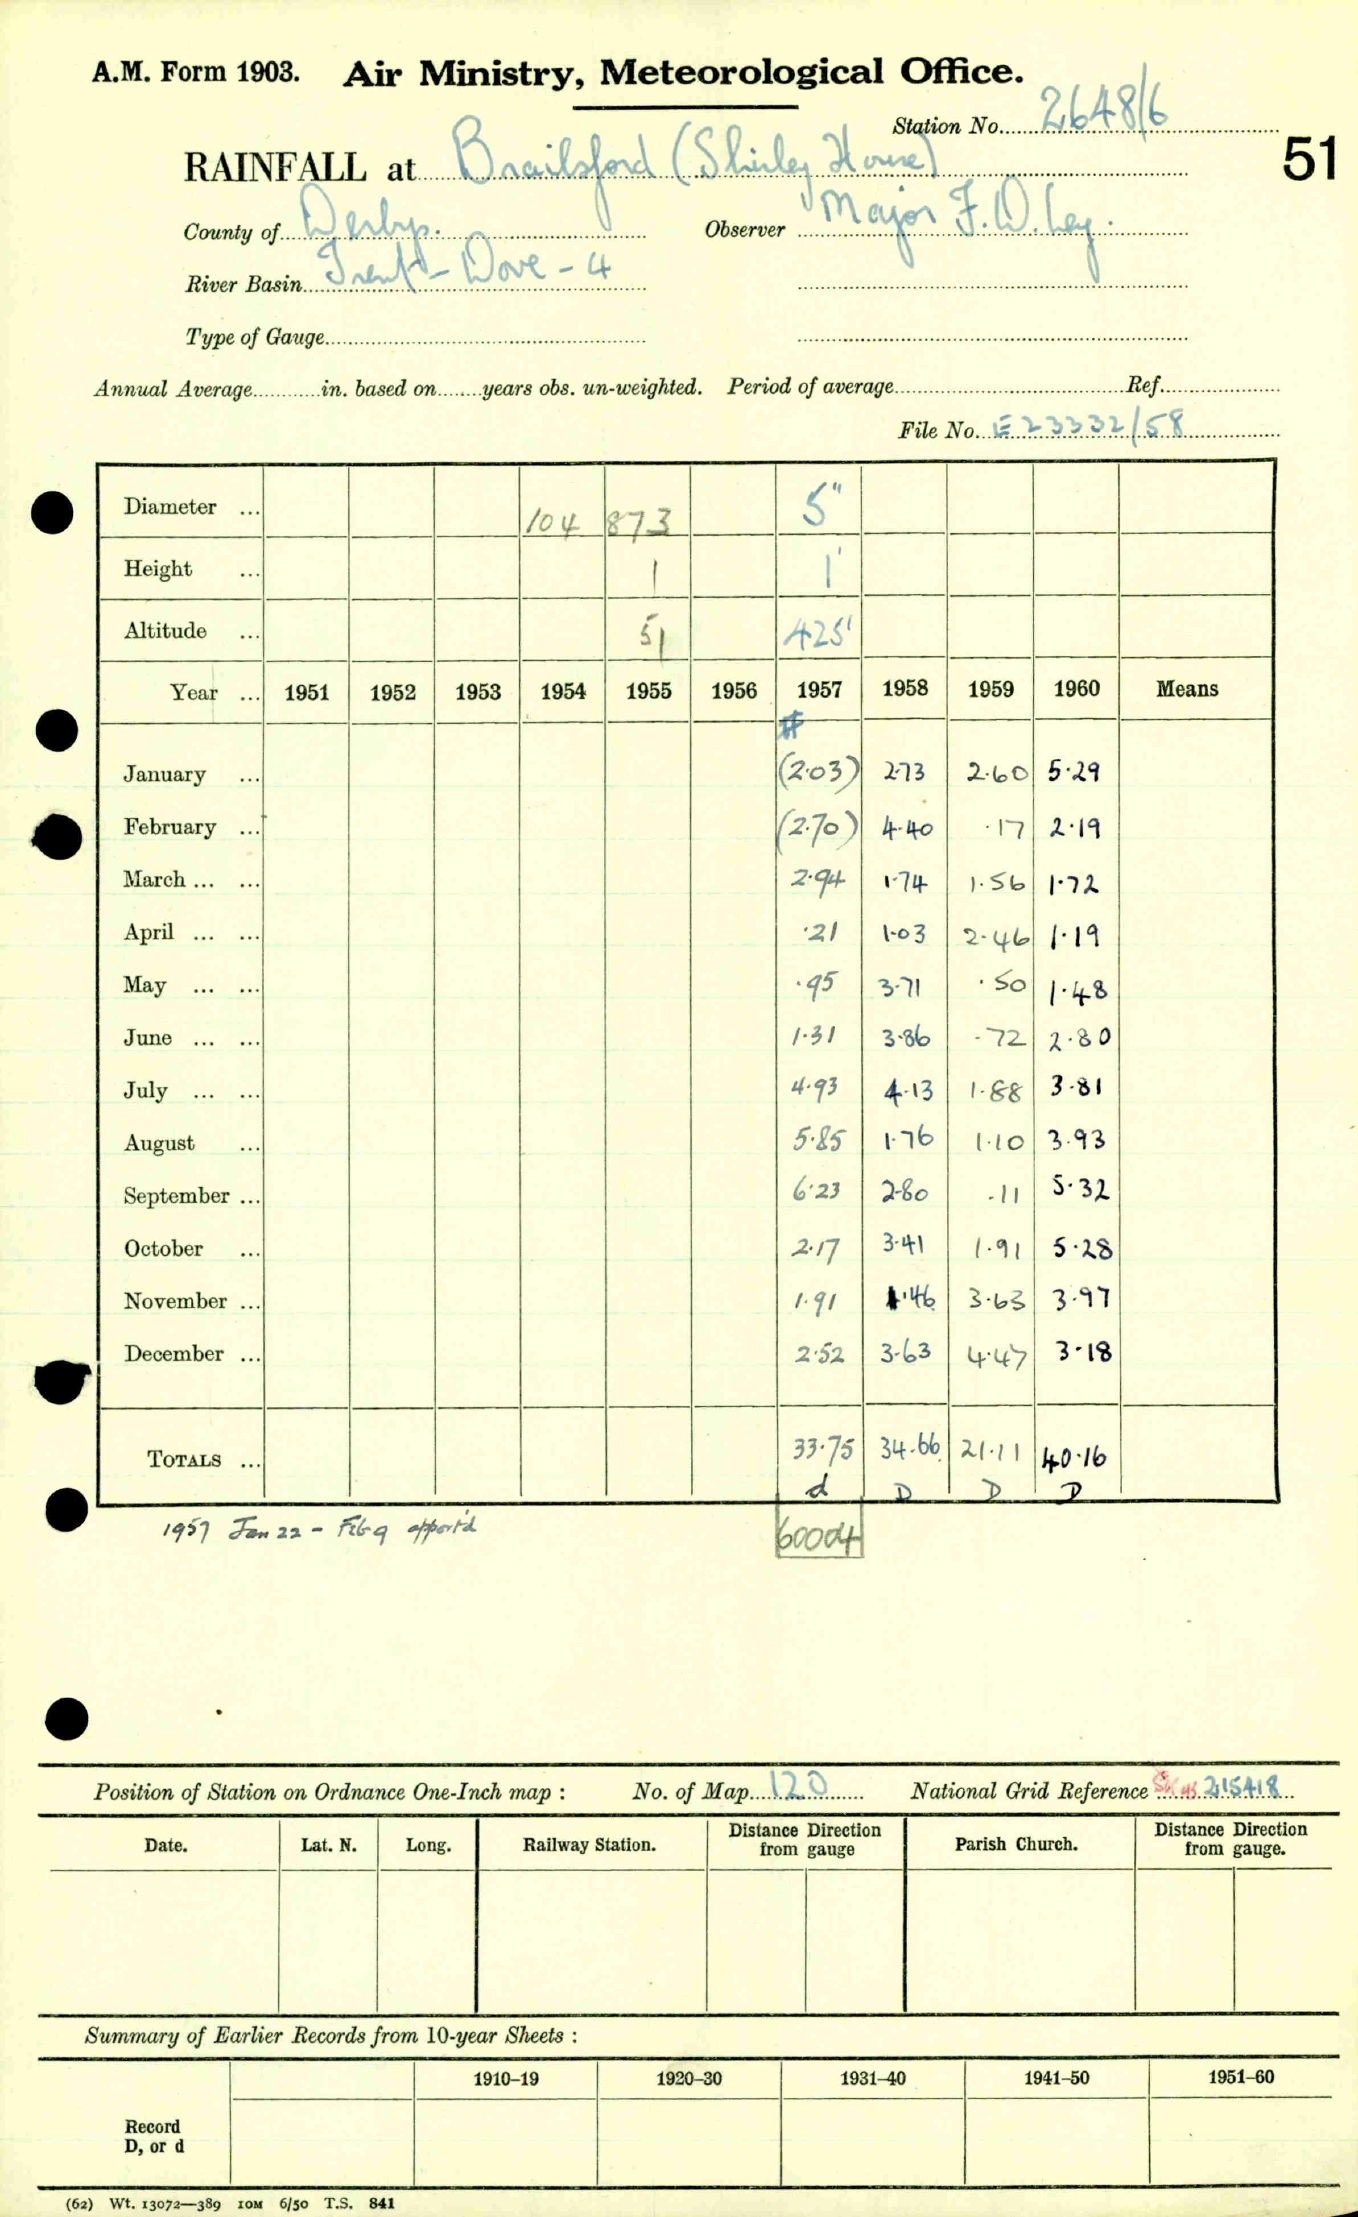 A.M. Form 1903. Air Ministry, Meteorological Office.
Station No. 2648/6
51
RAINFALL at Brailsford (Shirley House)
County of Derby. Observer Major F.D. Ley.
River Basin Trent - Dove - 4
Type of Gauge
Annual Average in. based on years obs. un-weighted. Period of average Ref.
File No. E23332/58
Diameter ... 104 873 5"
Height ... 1 1'
Altitude ... 51 425'
Year ... 1951 1952 1953 1954 1955 1956 1957 1958 1959 1960 Means
#
January ... (2.03) 2.73 2.60 5.29
February ... (2.70) 4.40 .17 2.19
March ... ... 2.94 1.74 1.56 1.72
April ... ... .21 1.03 2.46 1.19
May ... ... .95 3.71 .50 1.48
June ... ... 1.31 3.86 .72 2.80
July ... ... 4.93 4.13 1.88 3.81
August ... 5.85 1.76 1.10 3.93
September ... 6.23 2.80 .11 5.32
October ... 2.17 3.41 1.91 5.28
November ... 1.91 1.46 3.63 3.97
December ... 2.52 3.63 4.47 3.18
TOTALS ... 33.75 34.66 21.11 40.16
d D D D
1957 Jan 22 - Feb 9 apport'd 60004
Position of Station on Ordnance One-Inch map : No. of Map 120 National Grid Reference 215418
Date. Lat. N. Long. Railway Station. Distance Direction from gauge Parish Church. Distance Direction from gauge.
Summary of Earlier Records from 10-year Sheets :
1910–19 1920–30 1931–40 1941–50 1951–60
Record
D, or d
(62) Wt. 13072—389 10M 6/50 T.S. 841